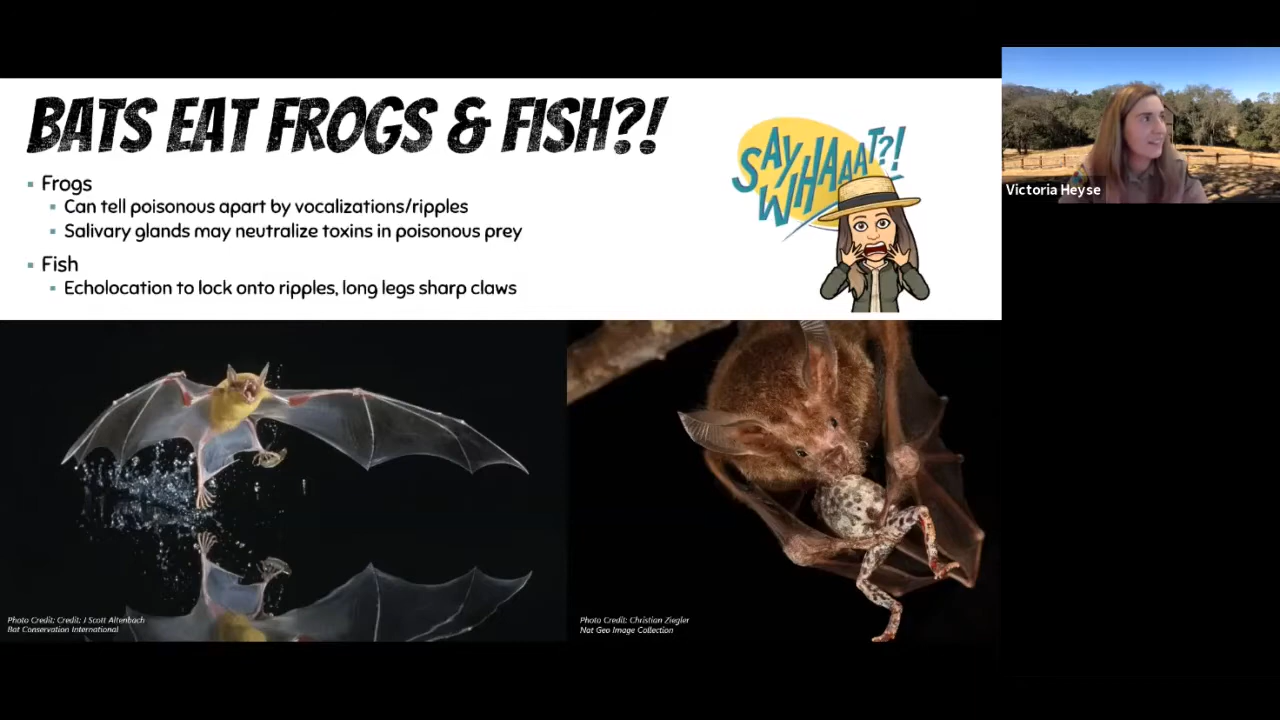 BATS EAT FROGS & FISH?!
Frogs
Can tell poisonous apart by vocalizations/ripples
Salivary glands may neutralize toxins in poisonous prey
Fish
Echolocation to lock onto ripples, long legs sharp claws
SAY
WHAAAT?!
Victoria Heyse
Photo Credit: Credit: J Scott Altenbach
Bat Conservation International
Photo Credit: Christian Ziegler
Nat Geo Image Collection